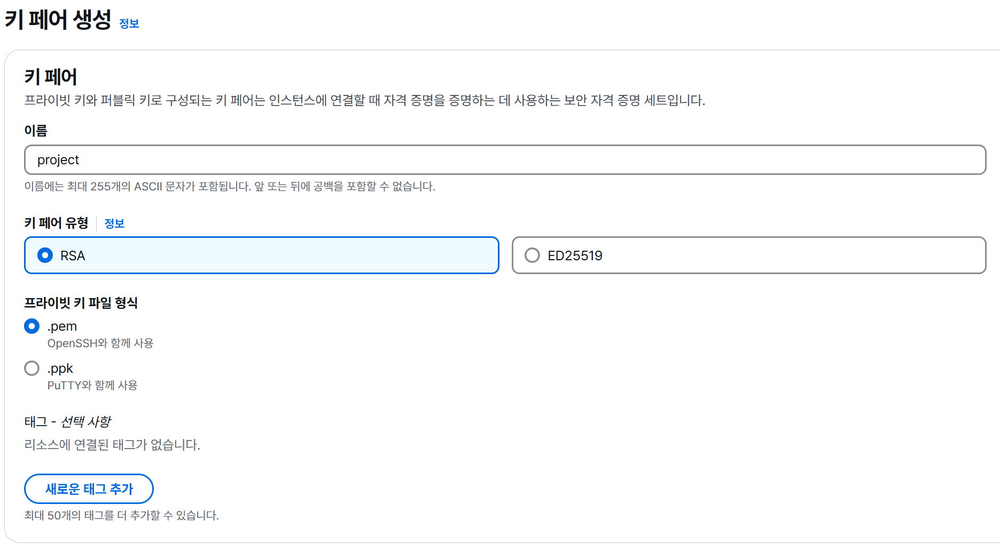 키 페어 생성 정보
키 페어
프라이빗 키와 퍼블릭 키로 구성되는 키 페어는 인스턴스에 연결할 때 자격 증명을 증명하는 데 사용하는 보안 자격 증명 세트입니다.
이름
project
이름에는 최대 255개의 ASCII 문자가 포함됩니다. 앞 또는 뒤에 공백을 포함할 수 없습니다.
키 페어 유형 정보
RSA ED25519
프라이빗 키 파일 형식
.pem
OpenSSH와 함께 사용
.ppk
PuTTY와 함께 사용
태그 - 선택 사항
리소스에 연결된 태그가 없습니다.
새로운 태그 추가
최대 50개의 태그를 더 추가할 수 있습니다.